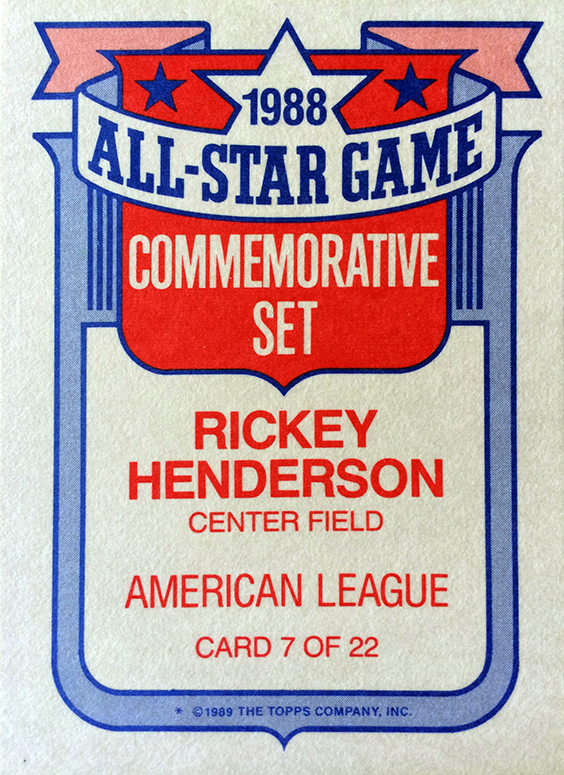 1988
ALL-STAR GAME
COMMEMORATIVE
SET
RICKEY
HENDERSON
CENTER FIELD
AMERICAN LEAGUE
CARD 7 OF 22
* ©1989 THE TOPPS COMPANY, INC.